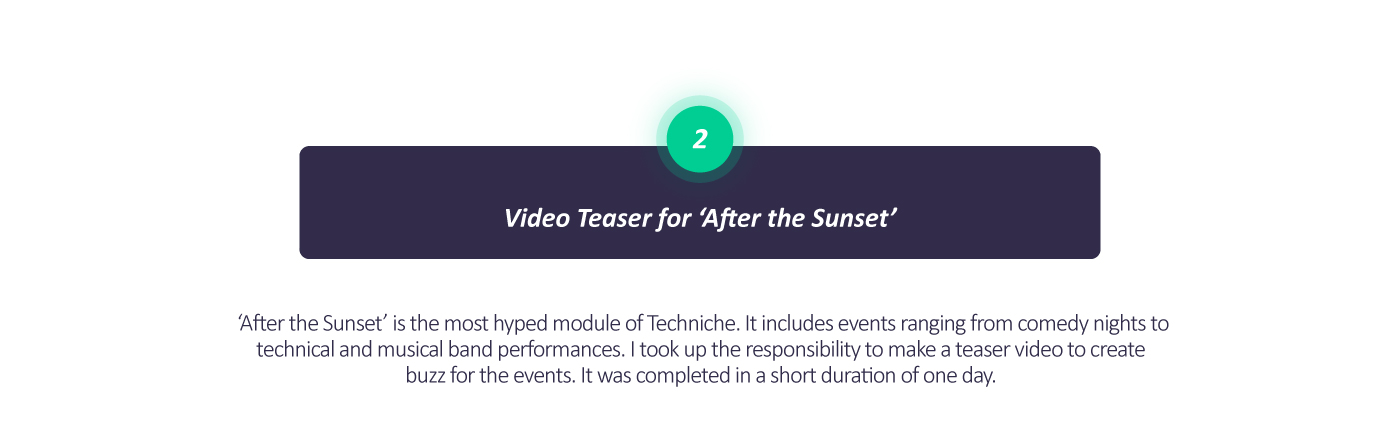 2
Video Teaser for ‘After the Sunset’
‘After the Sunset’ is the most hyped module of Techniche. It includes events ranging from comedy nights to
technical and musical band performances. I took up the responsibility to make a teaser video to create
buzz for the events. It was completed in a short duration of one day.